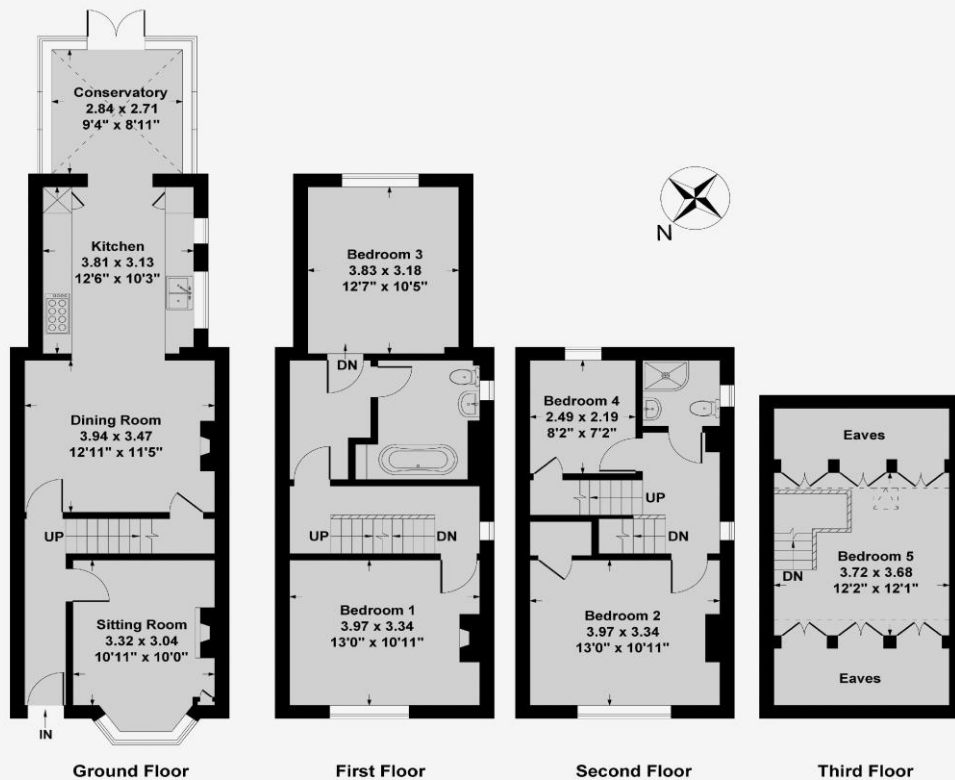 Conservatory
2.84 x 2.71
9'4" x 8'11"
Kitchen
3.81 x 3.13
12'6" x 10'3"
Dining Room
3.94 x 3.47
12'11" x 11'5"
UP
Sitting Room
3.32 x 3.04
10'11" x 10'0"
IN
Ground Floor
Bedroom 3
3.83 x 3.18
12'7" x 10'5"
DN
UP
DN
Bedroom 1
3.97 x 3.34
13'0" x 10'11"
First Floor
N
Bedroom 4
2.49 x 2.19
8'2" x 7'2"
UP
DN
Bedroom 2
3.97 x 3.34
13'0" x 10'11"
Second Floor
Eaves
Bedroom 5
3.72 x 3.68
12'2" x 12'1"
DN
Eaves
Third Floor